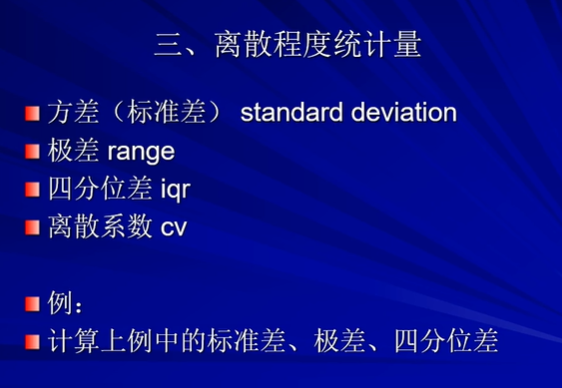 三、离散程度统计量
方差（标准差） standard deviation
极差 range
四分位差 iqr
离散系数 cv
例：
计算上例中的标准差、极差、四分位差